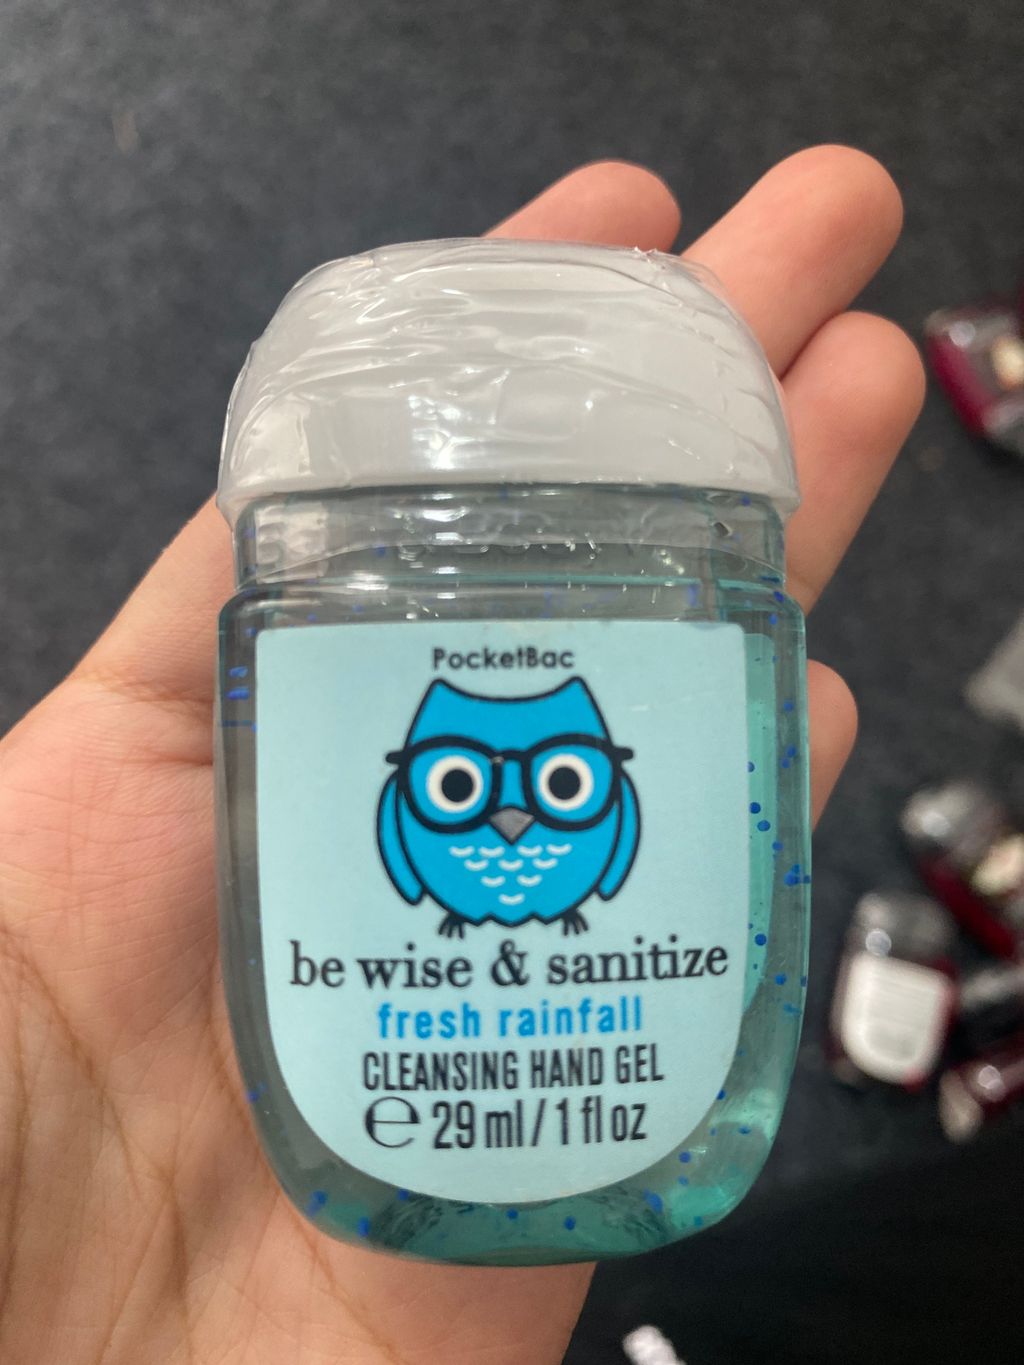 PocketBac
be wise & sanitize
fresh rainfall
CLEANSING HAND GEL
℮ 29 ml / 1 fl oz